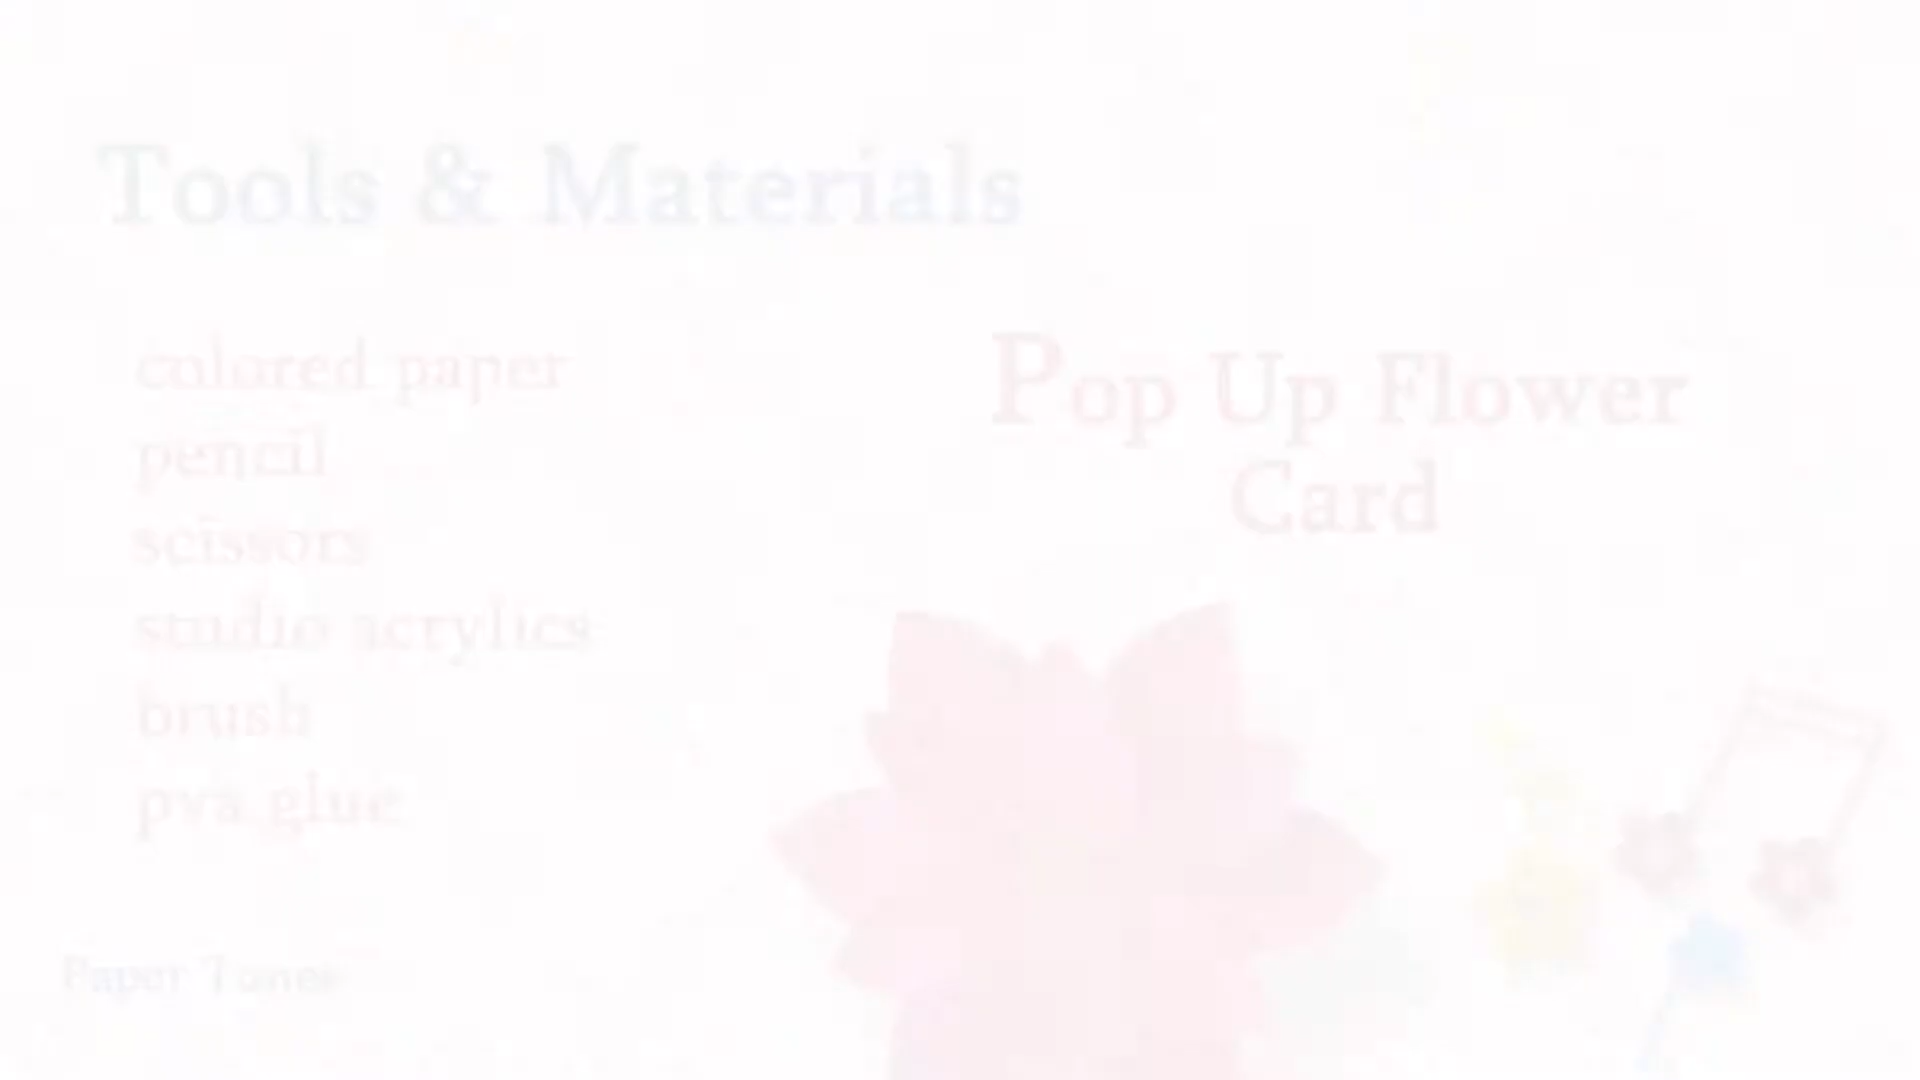 Tools & Materials
colored paper
pencil
scissors
studio acrylics
brush
pva glue
Pop Up Flower
Card
Paper Tones